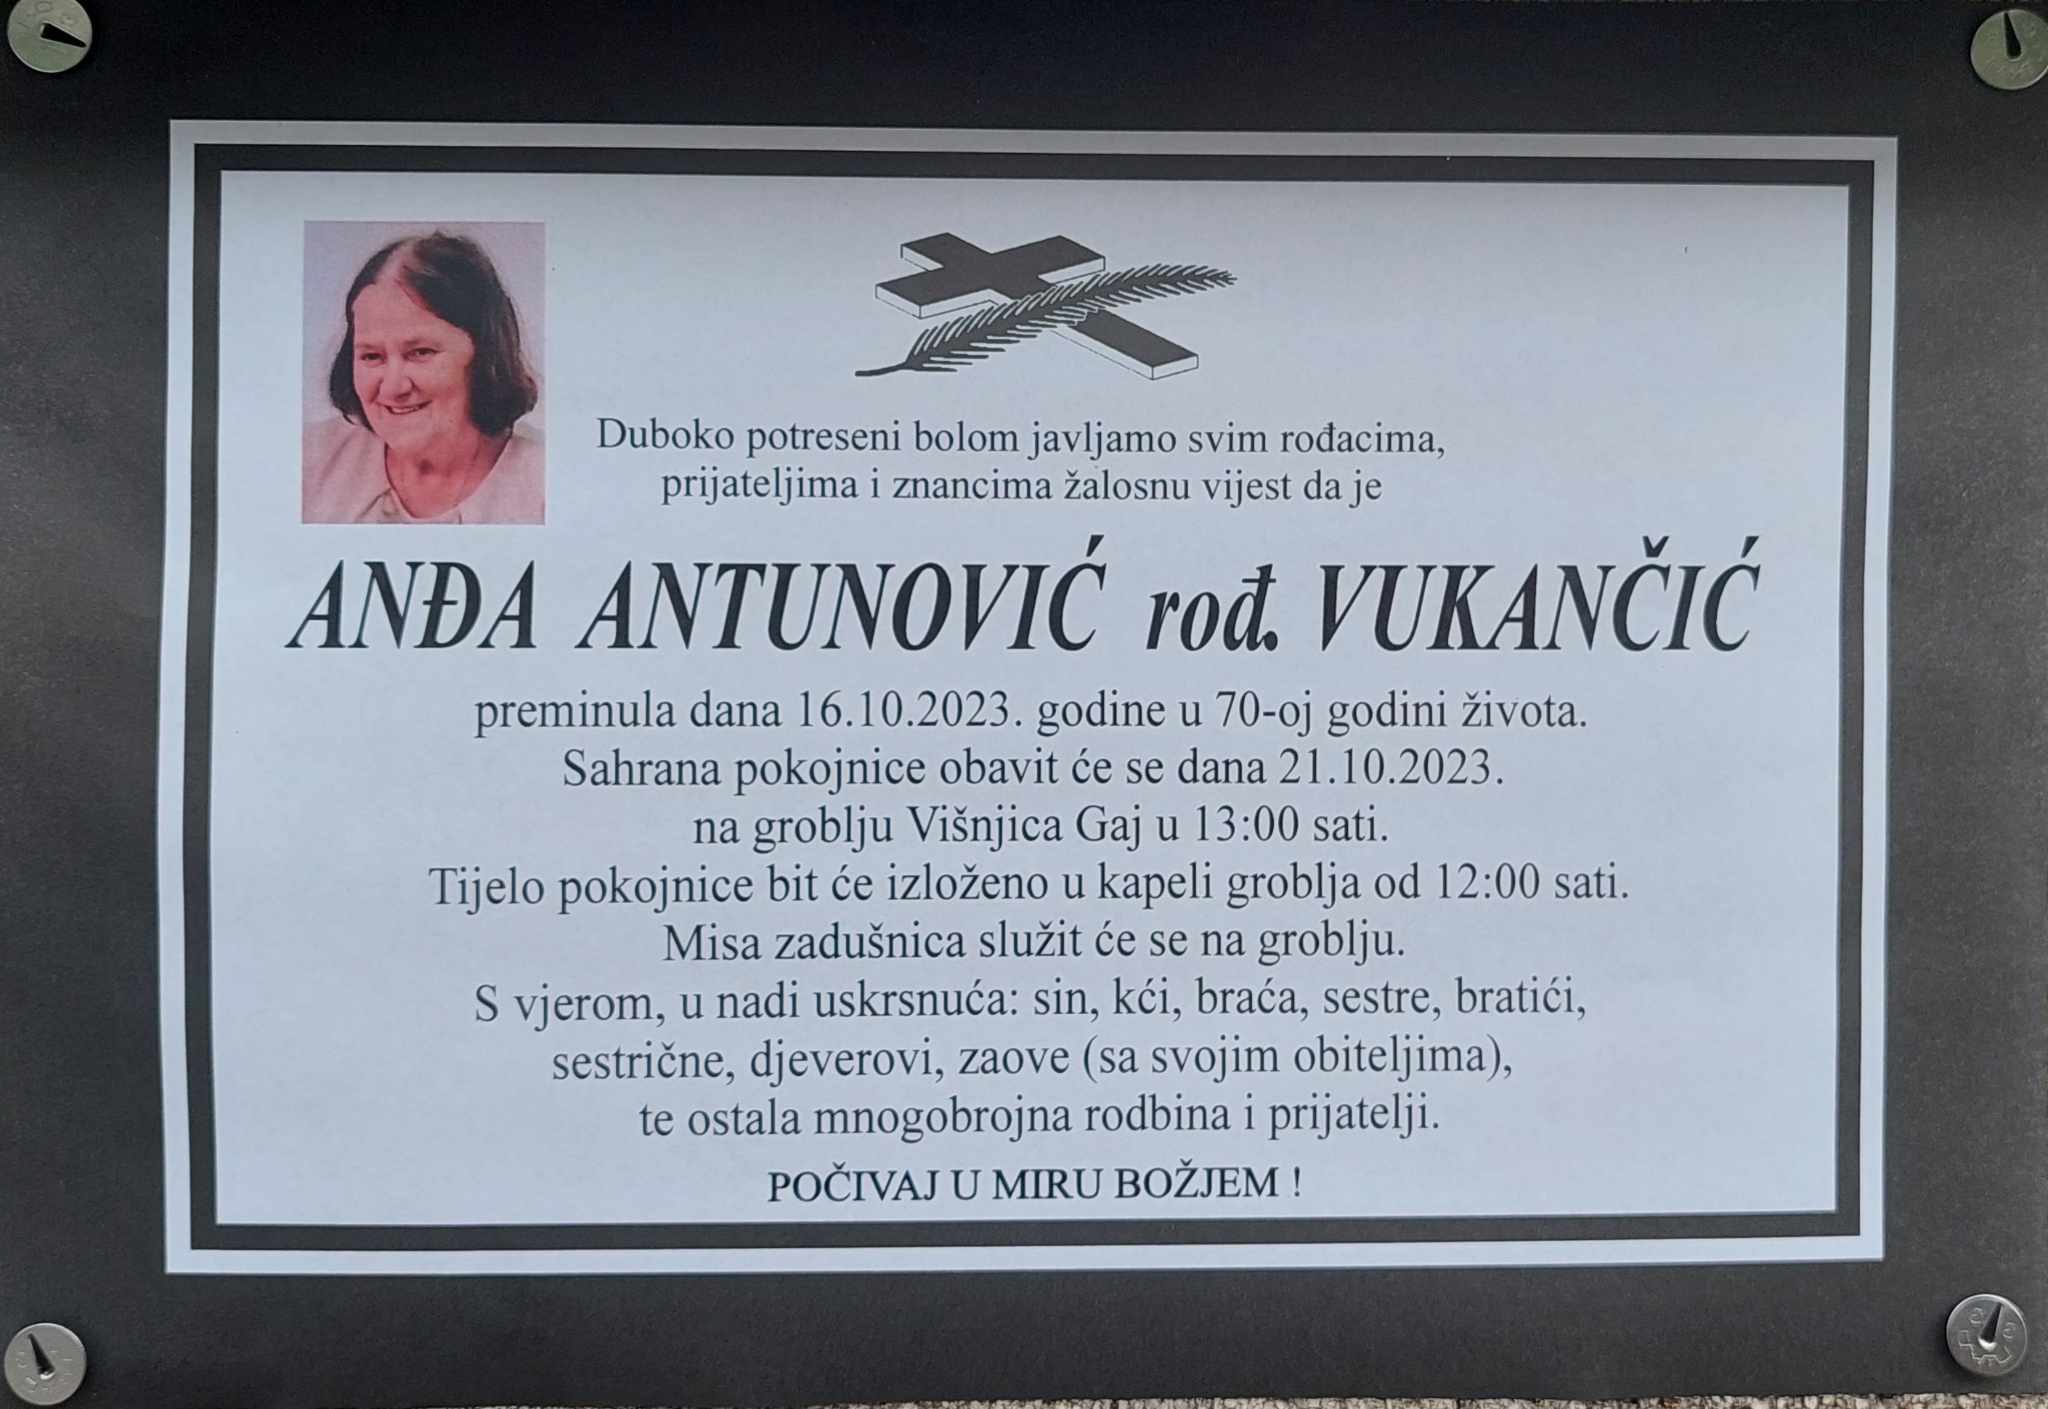 Duboko potreseni bolom javljamo svim rođacima,
prijateljima i znancima žalosnu vijest da je
ANĐA ANTUNOVIĆ rođ. VUKANČIĆ
preminula dana 16.10.2023. godine u 70-oj godini života.
Sahrana pokojnice obavit će se dana 21.10.2023.
na groblju Višnjica Gaj u 13:00 sati.
Tijelo pokojnice bit će izloženo u kapeli groblja od 12:00 sati.
Misa zadušnica služit će se na groblju.
S vjerom, u nadi uskrsnuća: sin, kći, braća, sestre, bratići,
sestrične, djeverovi, zaove (sa svojim obiteljima),
te ostala mnogobrojna rodbina i prijatelji.
POČIVAJ U MIRU BOŽJEM !